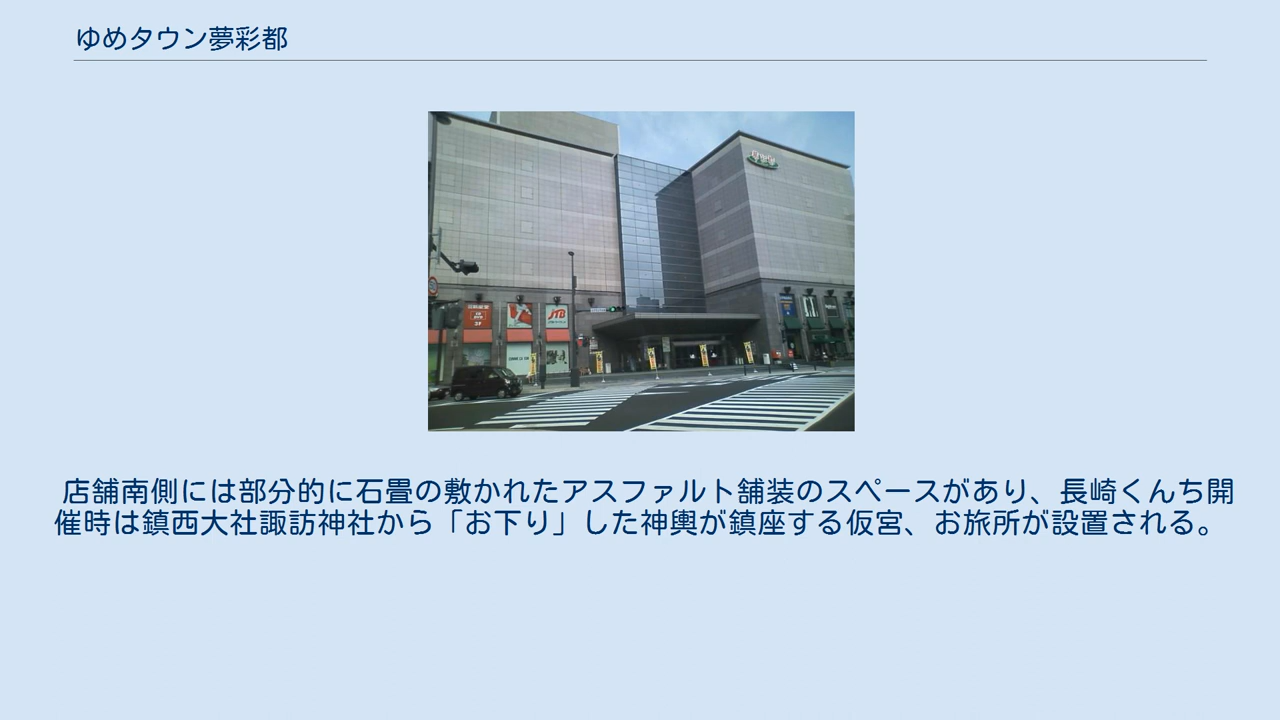 ゆめタウン夢彩都
JTB
店舗南側には部分的に石畳の敷かれたアスファルト舗装のスペースがあり、長崎くんち開
催時は鎮西大社諏訪神社から「お下り」した神輿が鎮座する仮宮、お旅所が設置される。